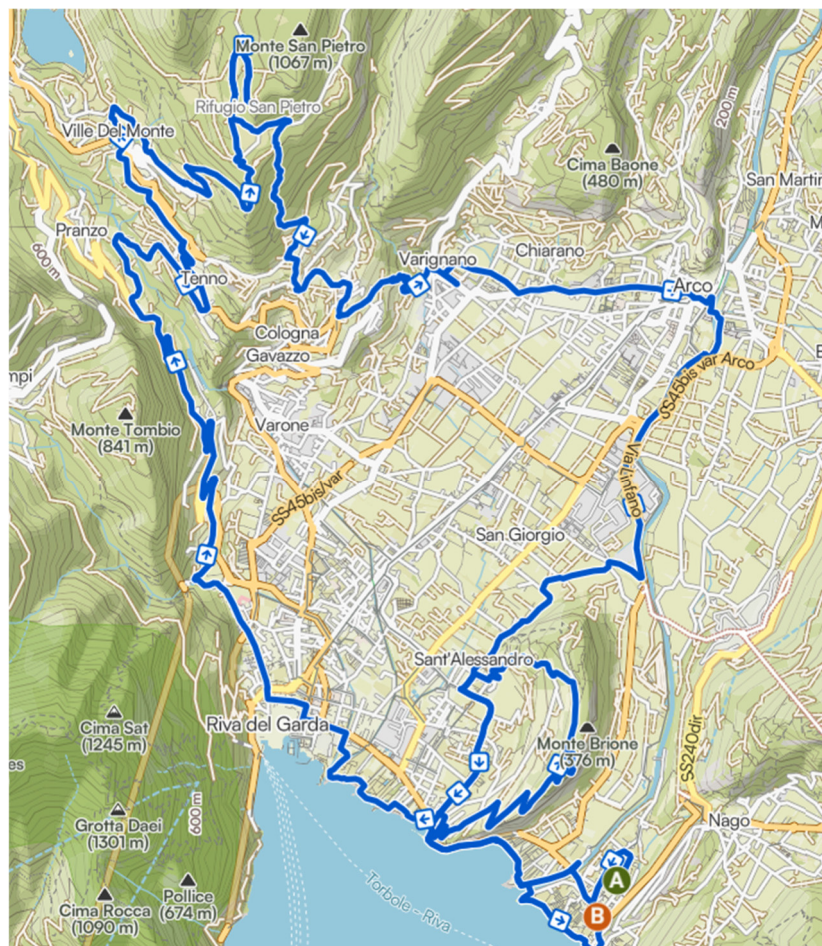 Monte San Pietro
(1067 m)
Rifugio San Pietro
Ville Del Monte
200 m
Cima Baone
(480 m)
San Martin
Pranzo
600 m
Tenno
Varignano
Chiarano
Arco
Cologna
Gavazzo
SS45bis var Arco
mpi
Monte Tombio
(841 m)
Varone
Via Linfano
SS45bis/var
San Giorgio
Sant'Alessandro
Cima Sat
(1245 m)
Riva del Garda
Monte Brione
(376 m)
SS240dir
es
600 m
Grotta Daei
(1301 m)
Nago
A
Torbole - Riva
Cima Rocca
(1090 m)
Pollice
(674 m)
B